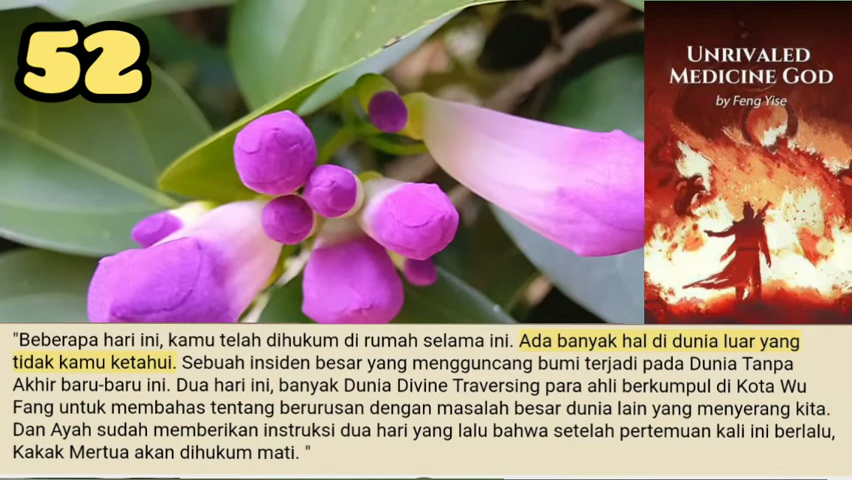 52
UNRIVALED
MEDICINE GOD
by Feng Yise
"Beberapa hari ini, kamu telah dihukum di rumah selama ini. Ada banyak hal di dunia luar yang
tidak kamu ketahui. Sebuah insiden besar yang mengguncang bumi terjadi pada Dunia Tanpa
Akhir baru-baru ini. Dua hari ini, banyak Dunia Divine Traversing para ahli berkumpul di Kota Wu
Fang untuk membahas tentang berurusan dengan masalah besar dunia lain yang menyerang kita.
Dan Ayah sudah memberikan instruksi dua hari yang lalu bahwa setelah pertemuan kali ini berlalu,
Kakak Mertua akan dihukum mati. "